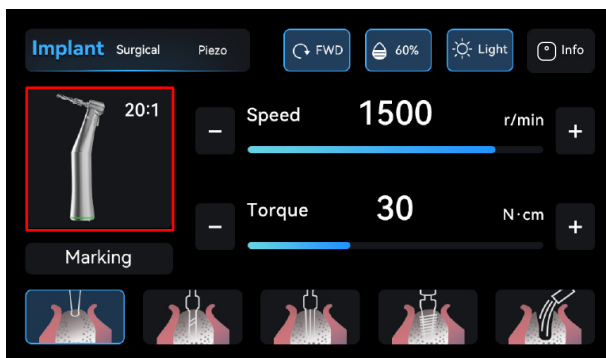 Implant Surgical Piezo FWD 60% Light Info
20:1
− Speed 1500 r/min +
− Torque 30 N·cm +
Marking